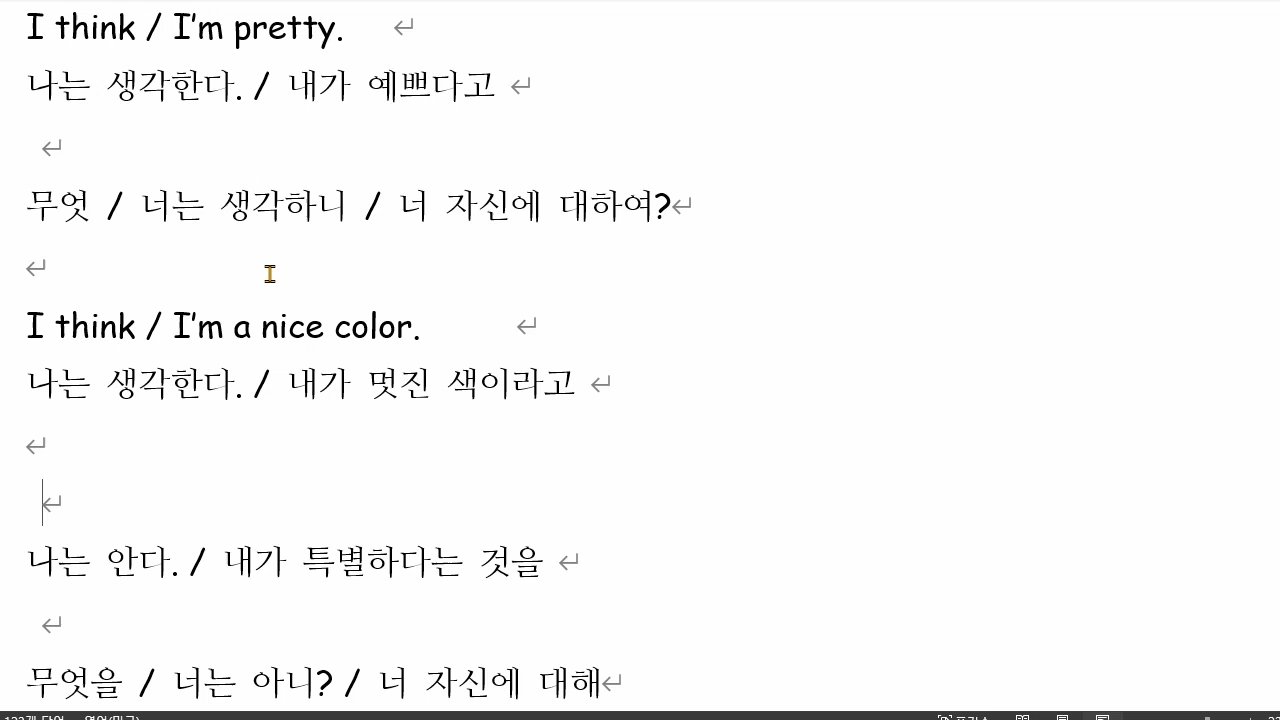 I think / I'm pretty.
나는 생각한다. / 내가 예쁘다고
무엇 / 너는 생각하니 / 너 자신에 대하여?
I think / I'm a nice color.
나는 생각한다. / 내가 멋진 색이라고
나는 안다. / 내가 특별하다는 것을
무엇을 / 너는 아니? / 너 자신에 대해